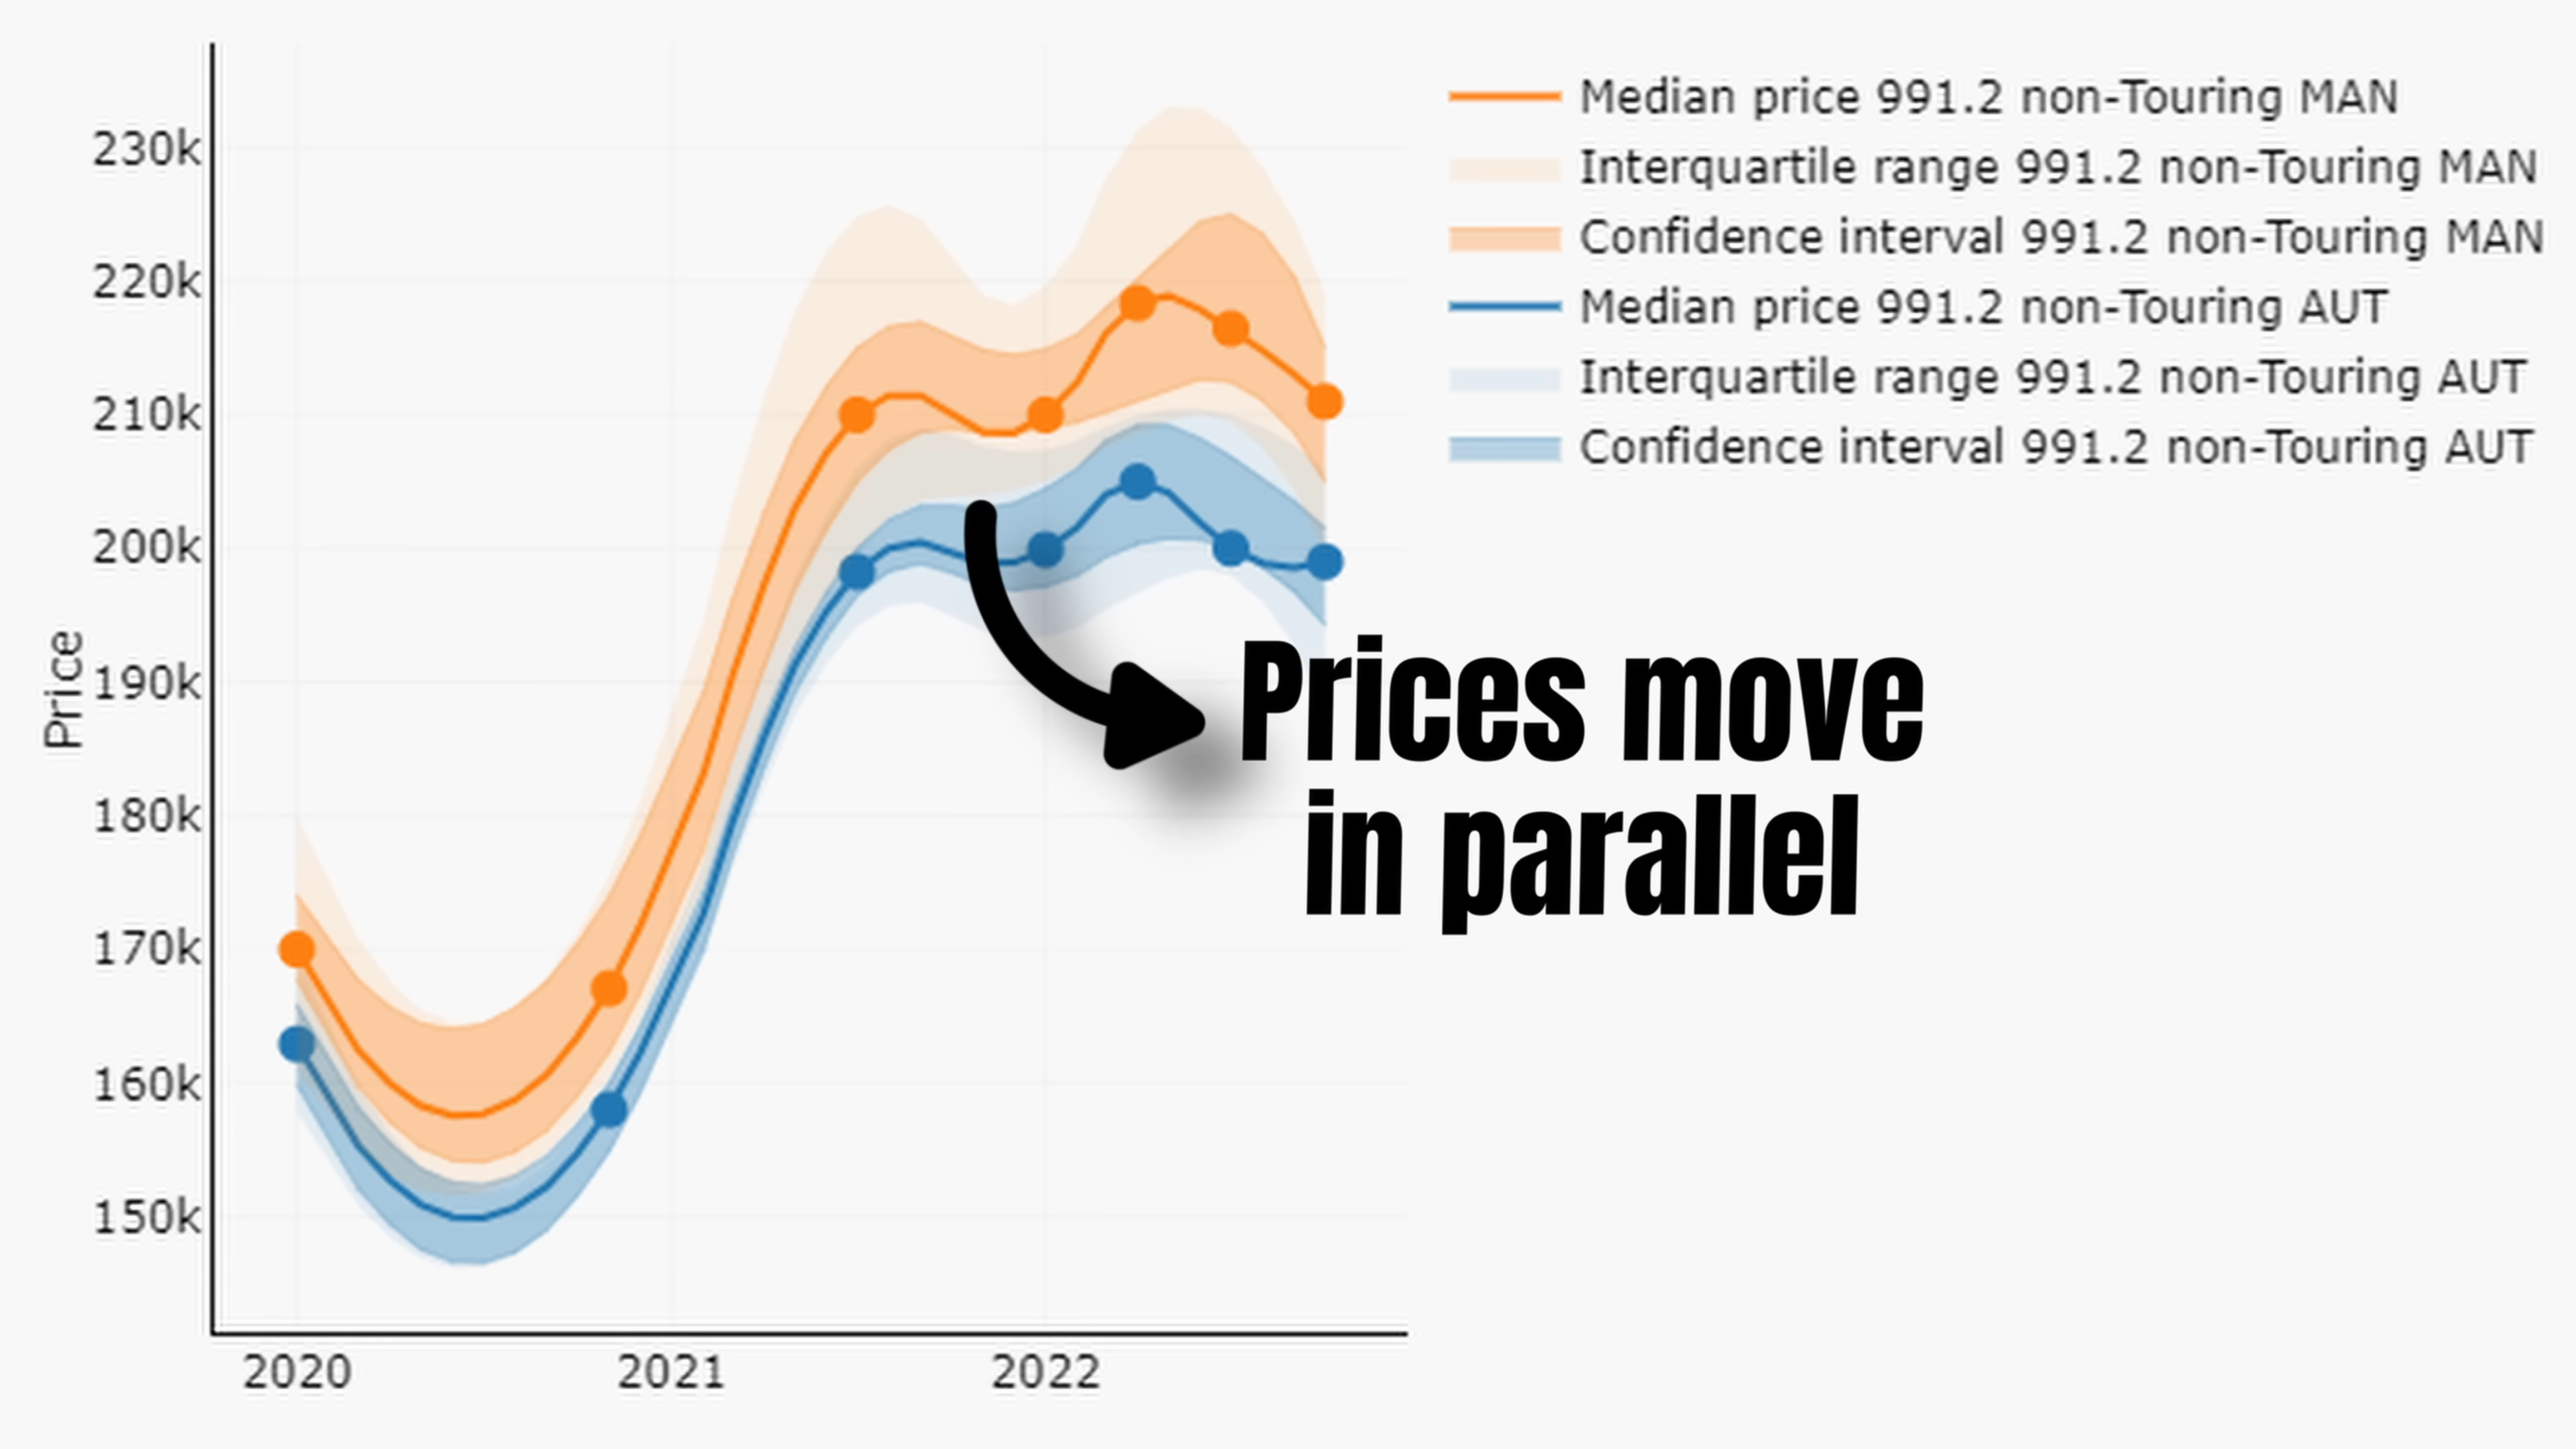 230k
220k
210k
200k
190k
180k
170k
160k
150k
Price
2020
2021
2022
Median price 991.2 non-Touring MAN
Interquartile range 991.2 non-Touring MAN
Confidence interval 991.2 non-Touring MAN
Median price 991.2 non-Touring AUT
Interquartile range 991.2 non-Touring AUT
Confidence interval 991.2 non-Touring AUT
Prices move
in parallel